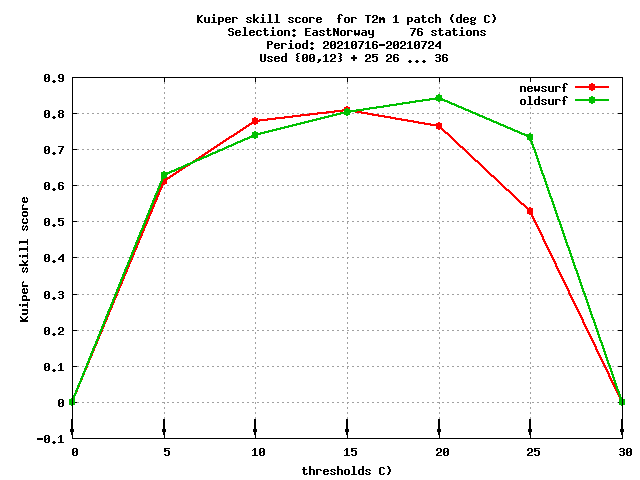 Kuiper skill score  for T2m 1 patch (deg C)
Selection: EastNorway     76 stations
Period: 20210716-20210724
Used {00,12} + 25 26 ... 36
newsurf
oldsurf
0.9
0.8
0.7
0.6
0.5
0.4
0.3
0.2
0.1
0
-0.1
Kuiper skill score
0 5 10 15 20 25 30
thresholds C)